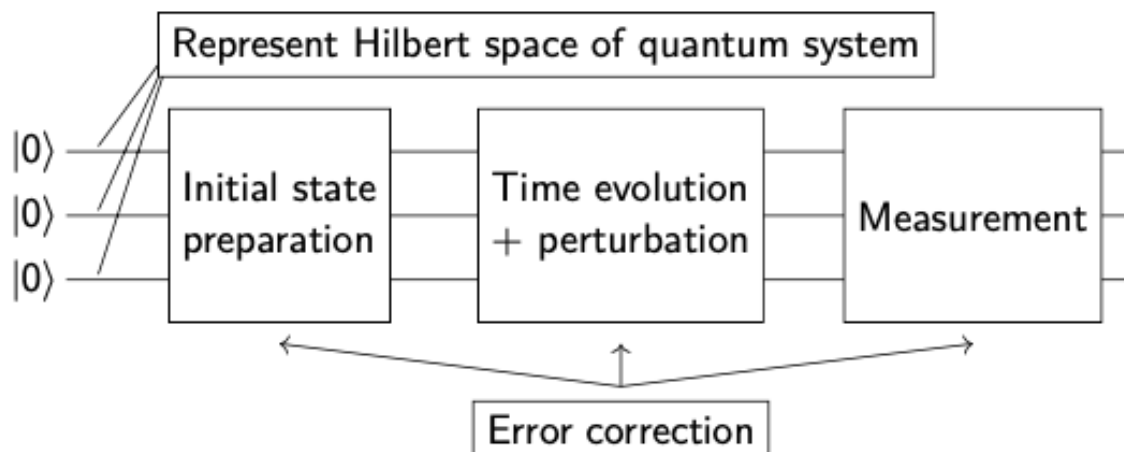 Represent Hilbert space of quantum system
|0⟩
|0⟩
|0⟩
Initial state
preparation
Time evolution
+ perturbation
Measurement
Error correction